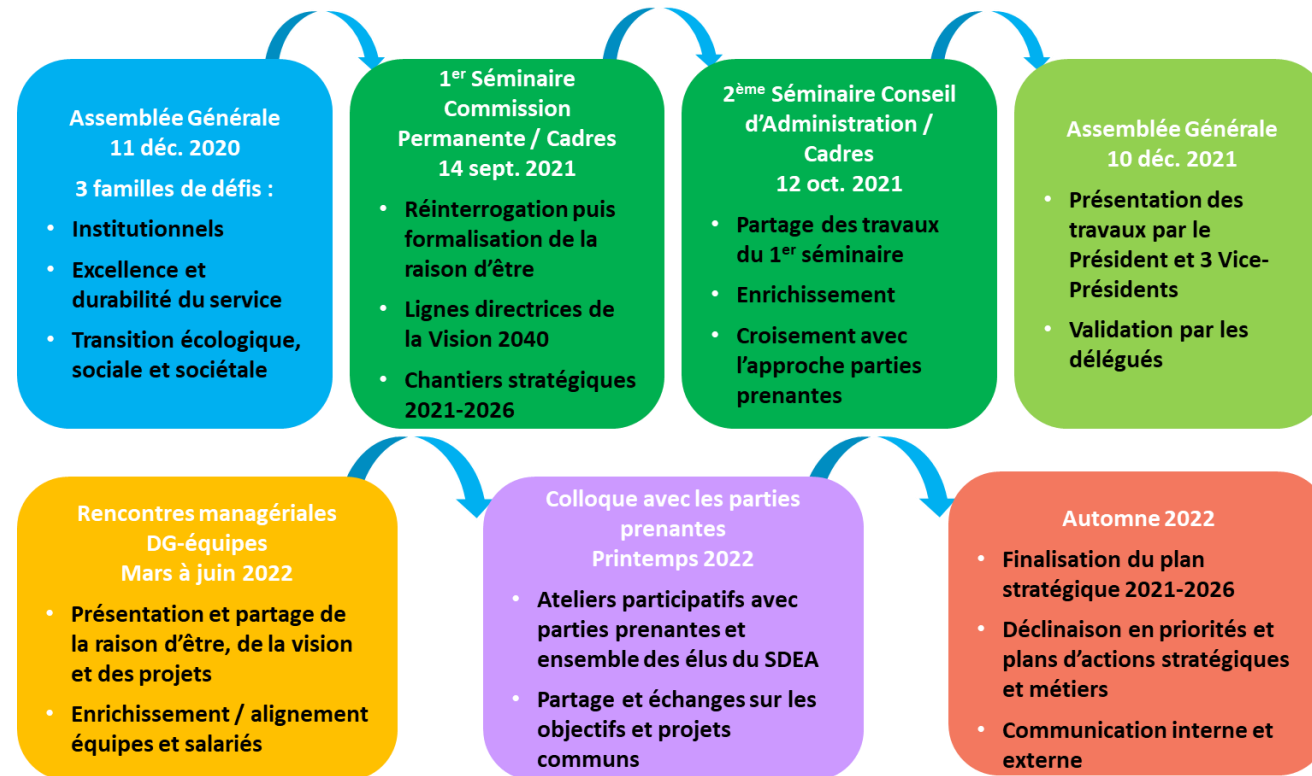 Assemblée Générale
11 déc. 2020
3 familles de défis :
• Institutionnels
• Excellence et
durabilité du service
• Transition écologique,
sociale et sociétale
1er Séminaire
Commission
Permanente / Cadres
14 sept. 2021
• Réinterrogation puis
formalisation de la
raison d’être
• Lignes directrices de
la Vision 2040
• Chantiers stratégiques
2021-2026
2ème Séminaire Conseil
d’Administration /
Cadres
12 oct. 2021
• Partage des travaux
du 1er séminaire
• Enrichissement
• Croisement avec
l’approche parties
prenantes
Assemblée Générale
10 déc. 2021
• Présentation des
travaux par le
Président et 3 Vice-
Présidents
• Validation par les
délégués
Rencontres managériales
DG-équipes
Mars à juin 2022
• Présentation et partage de
la raison d’être, de la vision
et des projets
• Enrichissement / alignement
équipes et salariés
Colloque avec les parties
prenantes
Printemps 2022
• Ateliers participatifs avec
parties prenantes et
ensemble des élus du SDEA
• Partage et échanges sur les
objectifs et projets
communs
Automne 2022
• Finalisation du plan
stratégique 2021-2026
• Déclinaison en priorités et
plans d’actions stratégiques
et métiers
• Communication interne et
externe